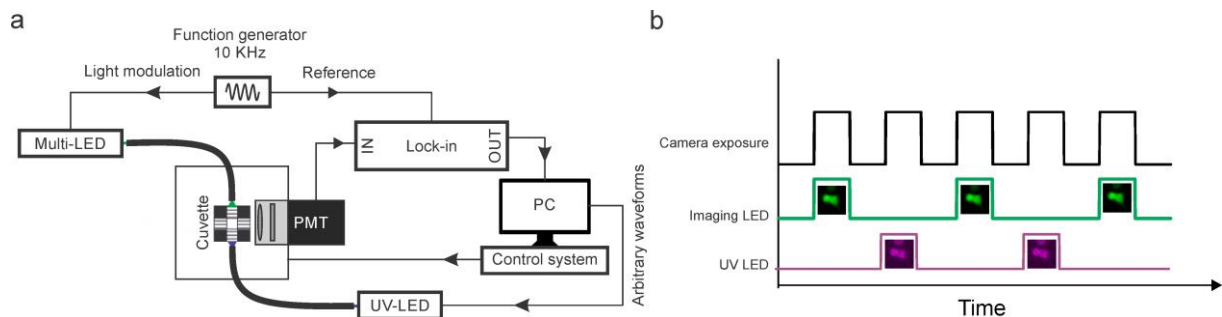 a
Function generator
10 KHz
Light modulation
Reference
Multi-LED
IN
Lock-in
OUT
Cuvette
PMT
PC
Control system
UV-LED
Arbitrary waveforms
b
Camera exposure
Imaging LED
UV LED
Time